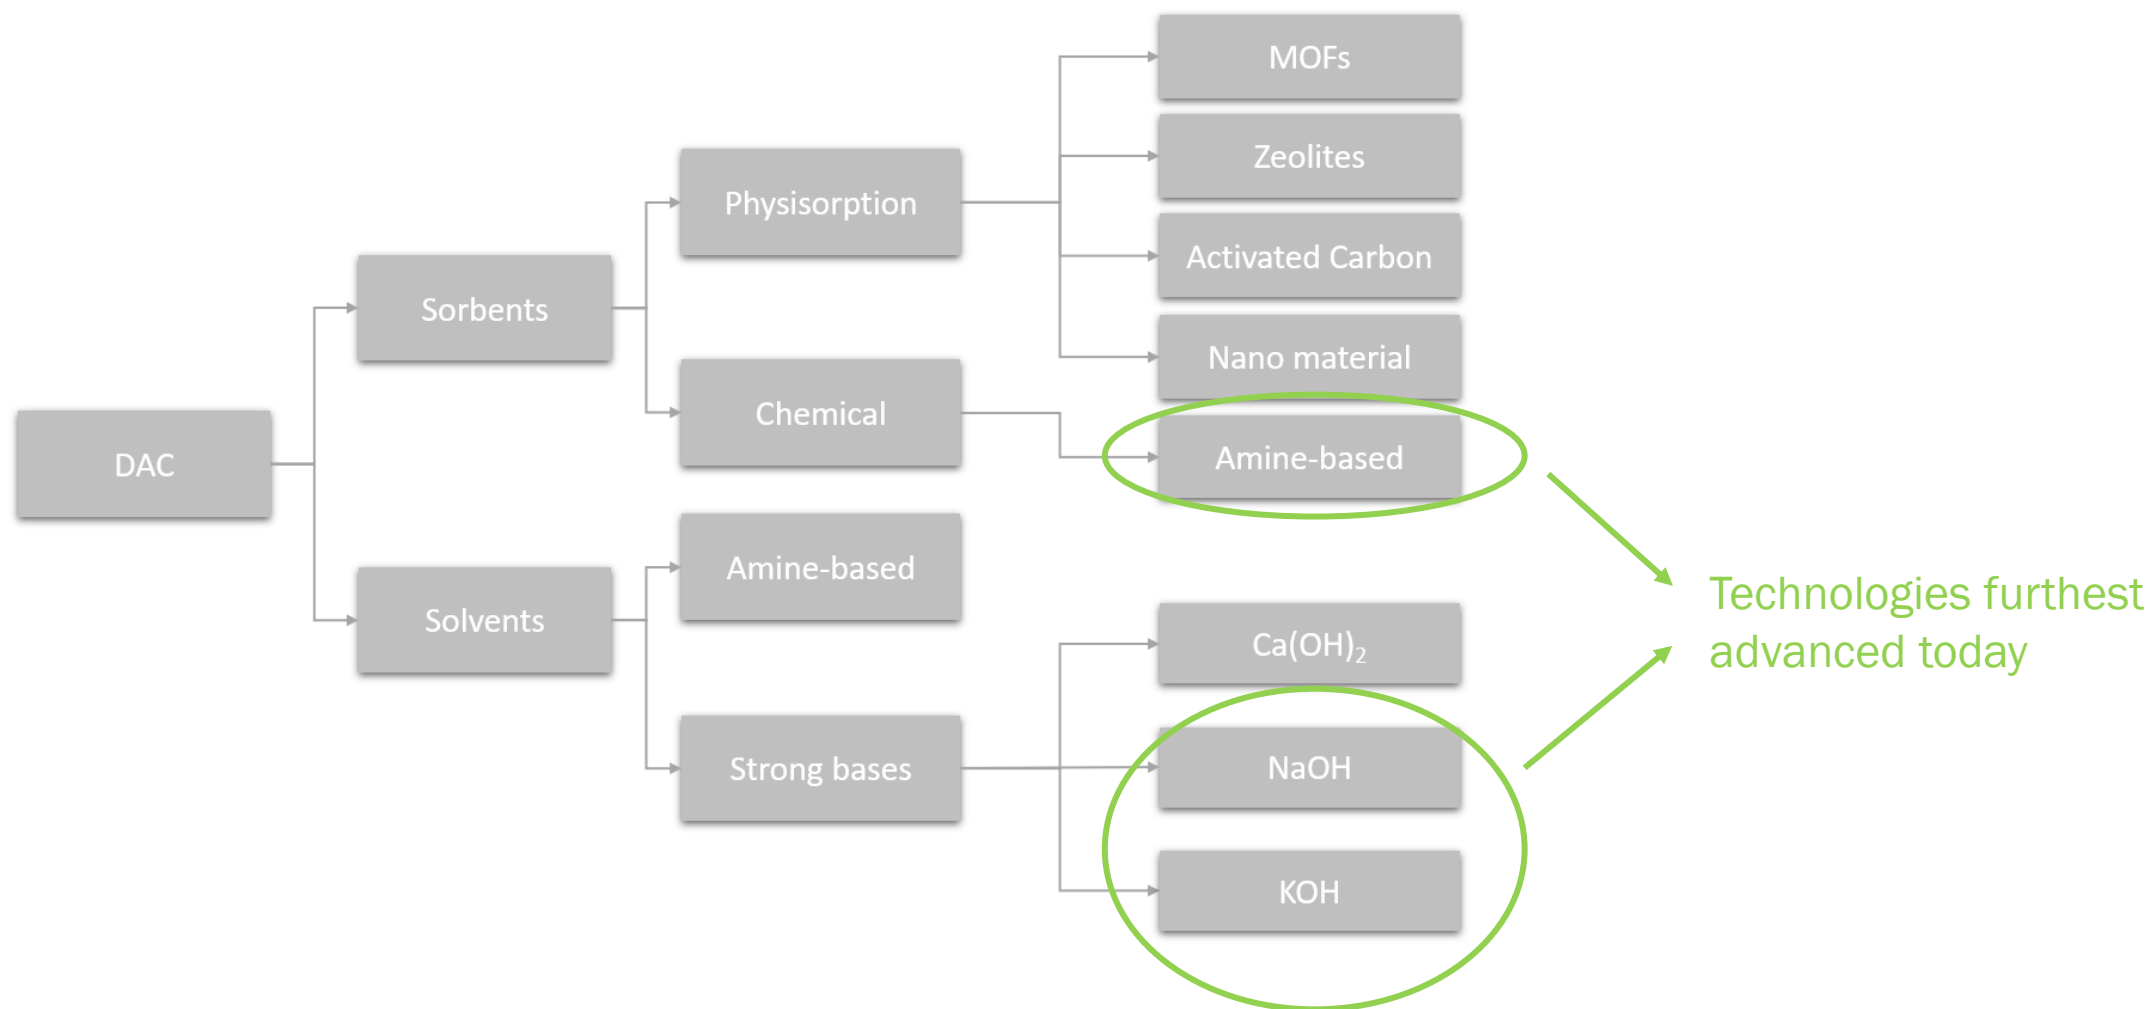 DAC
Sorbents
Solvents
Physisorption
Chemical
Amine-based
Strong bases
MOFs
Zeolites
Activated Carbon
Nano material
Amine-based
Ca(OH)₂
NaOH
KOH
Technologies furthest
advanced today